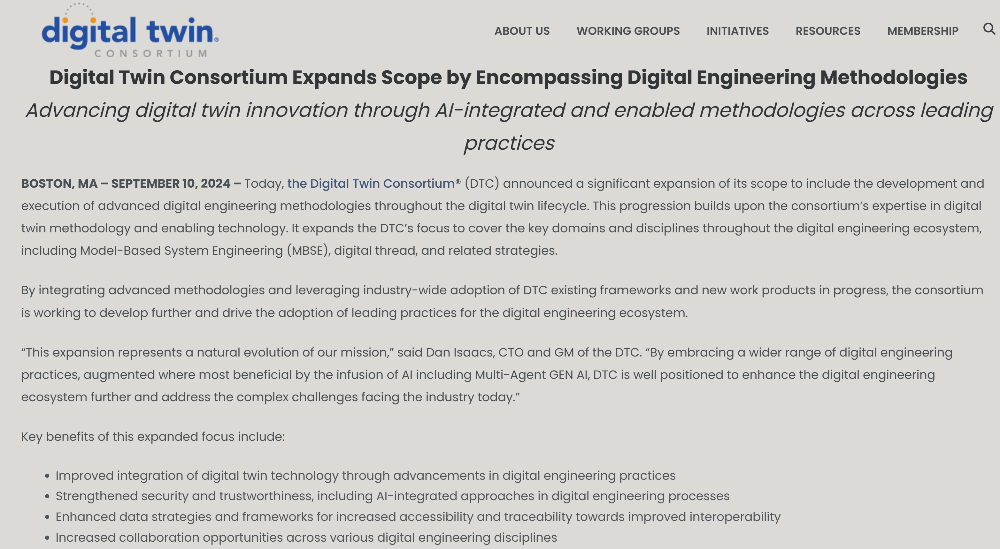 digital twin®
CONSORTIUM
ABOUT US WORKING GROUPS INITIATIVES RESOURCES MEMBERSHIP
Digital Twin Consortium Expands Scope by Encompassing Digital Engineering Methodologies
Advancing digital twin innovation through AI-integrated and enabled methodologies across leading
practices
BOSTON, MA – SEPTEMBER 10, 2024 – Today, the Digital Twin Consortium® (DTC) announced a significant expansion of its scope to include the development and
execution of advanced digital engineering methodologies throughout the digital twin lifecycle. This progression builds upon the consortium’s expertise in digital
twin methodology and enabling technology. It expands the DTC’s focus to cover the key domains and disciplines throughout the digital engineering ecosystem,
including Model-Based System Engineering (MBSE), digital thread, and related strategies.
By integrating advanced methodologies and leveraging industry-wide adoption of DTC existing frameworks and new work products in progress, the consortium
is working to develop further and drive the adoption of leading practices for the digital engineering ecosystem.
“This expansion represents a natural evolution of our mission,” said Dan Isaacs, CTO and GM of the DTC. “By embracing a wider range of digital engineering
practices, augmented where most beneficial by the infusion of AI including Multi-Agent GEN AI, DTC is well positioned to enhance the digital engineering
ecosystem further and address the complex challenges facing the industry today.”
Key benefits of this expanded focus include:
• Improved integration of digital twin technology through advancements in digital engineering practices
• Strengthened security and trustworthiness, including AI-integrated approaches in digital engineering processes
• Enhanced data strategies and frameworks for increased accessibility and traceability towards improved interoperability
• Increased collaboration opportunities across various digital engineering disciplines